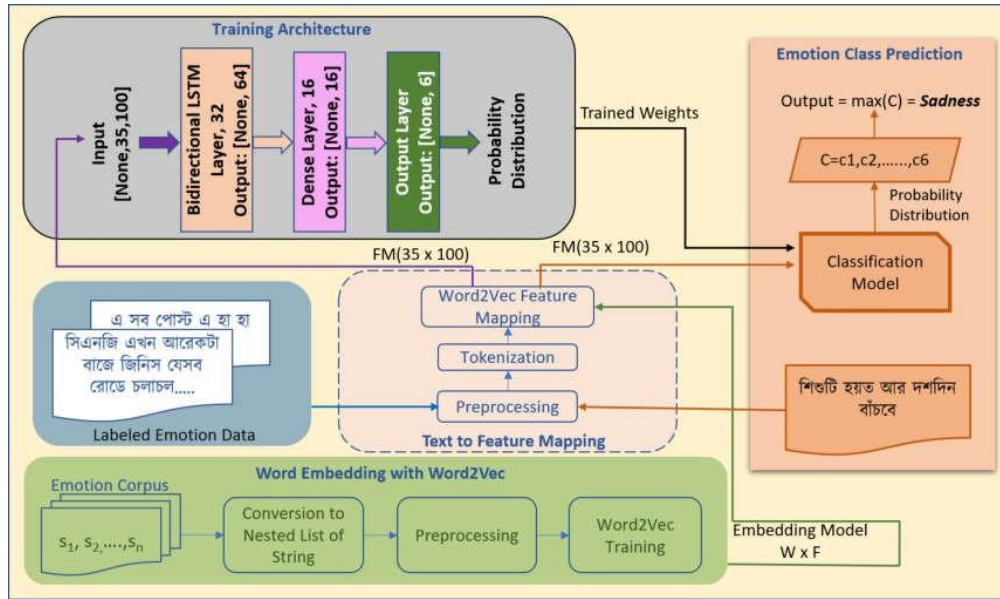 Training Architecture
Input
[None,35,100]
Bidirectional LSTM
Layer, 32
Output: [None, 64]
Dense Layer, 16
Output: [None, 16]
Output Layer
Output: [None, 6]
Probability
Distribution
Trained Weights
Emotion Class Prediction
Output = max(C) = Sadness
C=c1,c2,......,c6
Probability
Distribution
Classification
Model
শিশুটি হয়ত আর দশদিন
বাঁচবে
FM(35 x 100)
FM(35 x 100)
Word2Vec Feature
Mapping
Tokenization
Preprocessing
Text to Feature Mapping
এ সব পোস্ট এ হা হা
সিএনজি এখন আরেকটা
বাজে জিনিস যেসব
রোডে চলাচল.....
Labeled Emotion Data
Word Embedding with Word2Vec
Emotion Corpus
s1, s2,....,sn
Conversion to
Nested List of
String
Preprocessing
Word2Vec
Training
Embedding Model
W x F